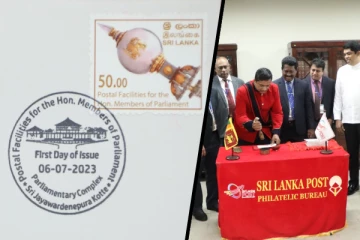 ශ්‍රී ලංකා
இலங்கை
SRI LANKA
50.00
Postal Facilities for the
Hon. Members of Parliament
Postal Facilities for the Hon. Members of Parliament
First Day of Issue
06-07-2023
Parliamentary Complex
Sri Jayawardenepura Kotte
SRI LANKA POST
PHILATELIC BUREAU